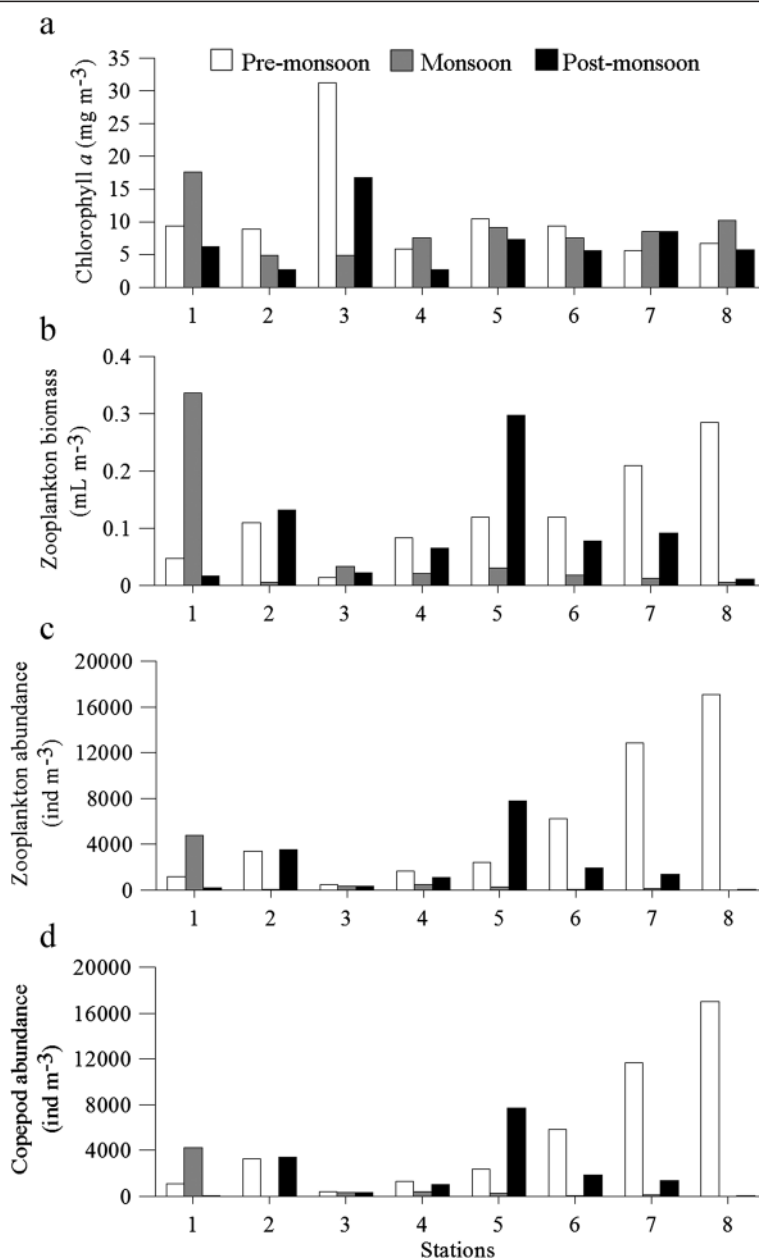 a
Pre-monsoon Monsoon Post-monsoon
Chlorophyll a (mg m-3)
35
30
25
20
15
10
5
0
1 2 3 4 5 6 7 8
b
Zooplankton biomass
(mL m-3)
0.4
0.3
0.2
0.1
0
1 2 3 4 5 6 7 8
c
Zooplankton abundance
(ind m-3)
20000
16000
12000
8000
4000
0
1 2 3 4 5 6 7 8
d
Copepod abundance
(ind m-3)
20000
16000
12000
8000
4000
0
1 2 3 4 5 6 7 8
Stations